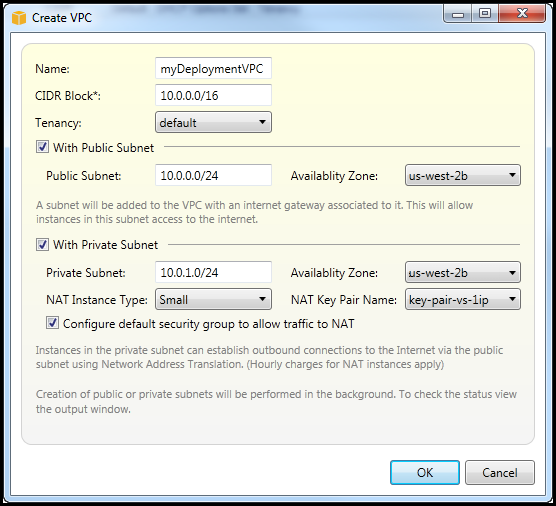 Create VPC
Name: myDeploymentVPC
CIDR Block*: 10.0.0.0/16
Tenancy: default
With Public Subnet
Public Subnet: 10.0.0.0/24 Availablity Zone: us-west-2b
A subnet will be added to the VPC with an internet gateway associated to it. This will allow
instances in this subnet access to the internet.
With Private Subnet
Private Subnet: 10.0.1.0/24 Availablity Zone: us-west-2b
NAT Instance Type: Small NAT Key Pair Name: key-pair-vs-1ip
Configure default security group to allow traffic to NAT
Instances in the private subnet can establish outbound connections to the Internet via the public
subnet using Network Address Translation. (Hourly charges for NAT instances apply)
Creation of public or private subnets will be performed in the background. To check the status view
the output window.
OK Cancel